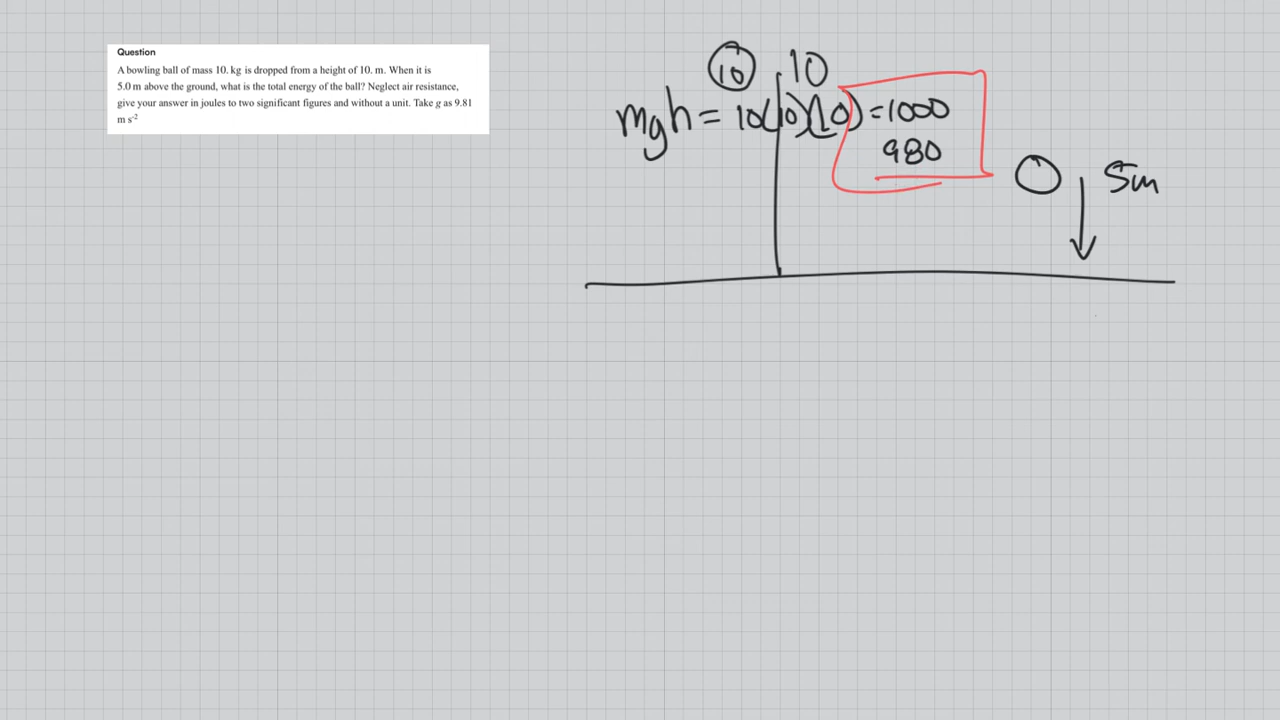 Question
A bowling ball of mass 10. kg is dropped from a height of 10. m. When it is
5.0 m above the ground, what is the total energy of the ball? Neglect air resistance,
give your answer in joules to two significant figures and without a unit. Take g as 9.81
m s⁻²
10 10
mgh = 10(10)(10) = 1000
980
5m